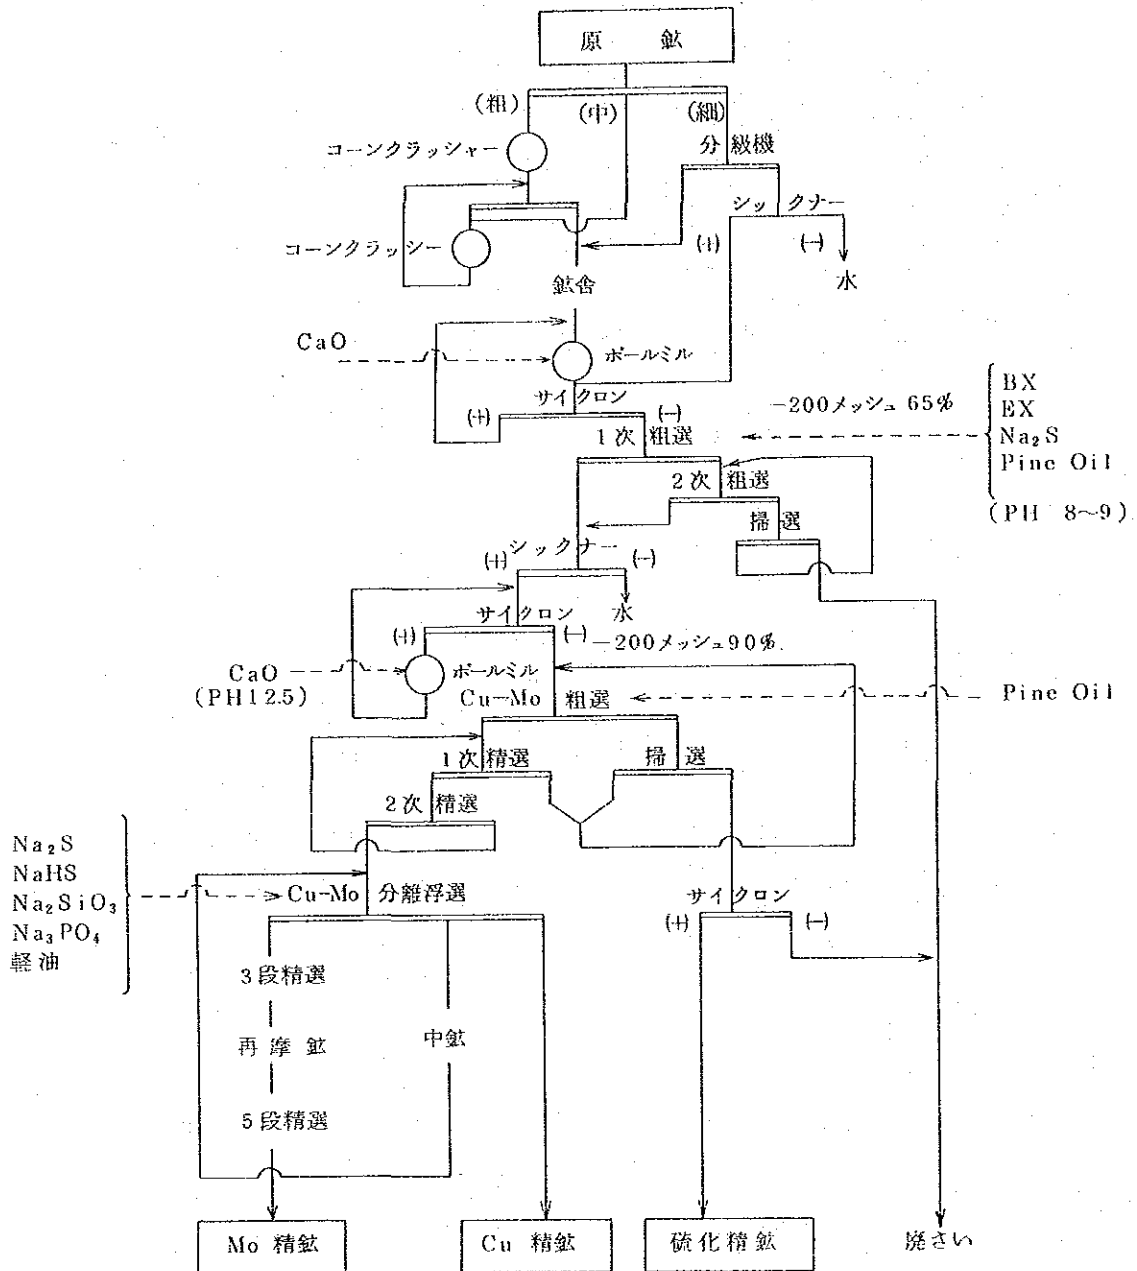 原 鉱
(粗) (中) (細)
コーンクラッシャー
分級機
シックナー
コーンクラッシー
(+) (−)
水
鉱舎
CaO
ボールミル
サイクロン
(+) (−)
−200メッシュ 65%
1次粗選
BX
EX
Na₂S
Pine Oil
(PH 8~9)
2次粗選
掃選
シックナー
(+) (−)
水
サイクロン
(+) (−)
−200メッシュ90%
CaO
(PH12.5)
ボールミル
Cu−Mo 粗選
Pine Oil
1次精選
掃選
2次精選
Na₂S
NaHS
Na₂SiO₃
Na₃PO₄
軽油
Cu−Mo 分離浮選
サイクロン
(+) (−)
3段精選
中鉱
再摩鉱
5段精選
Mo 精鉱
Cu 精鉱
硫化精鉱
廃さい